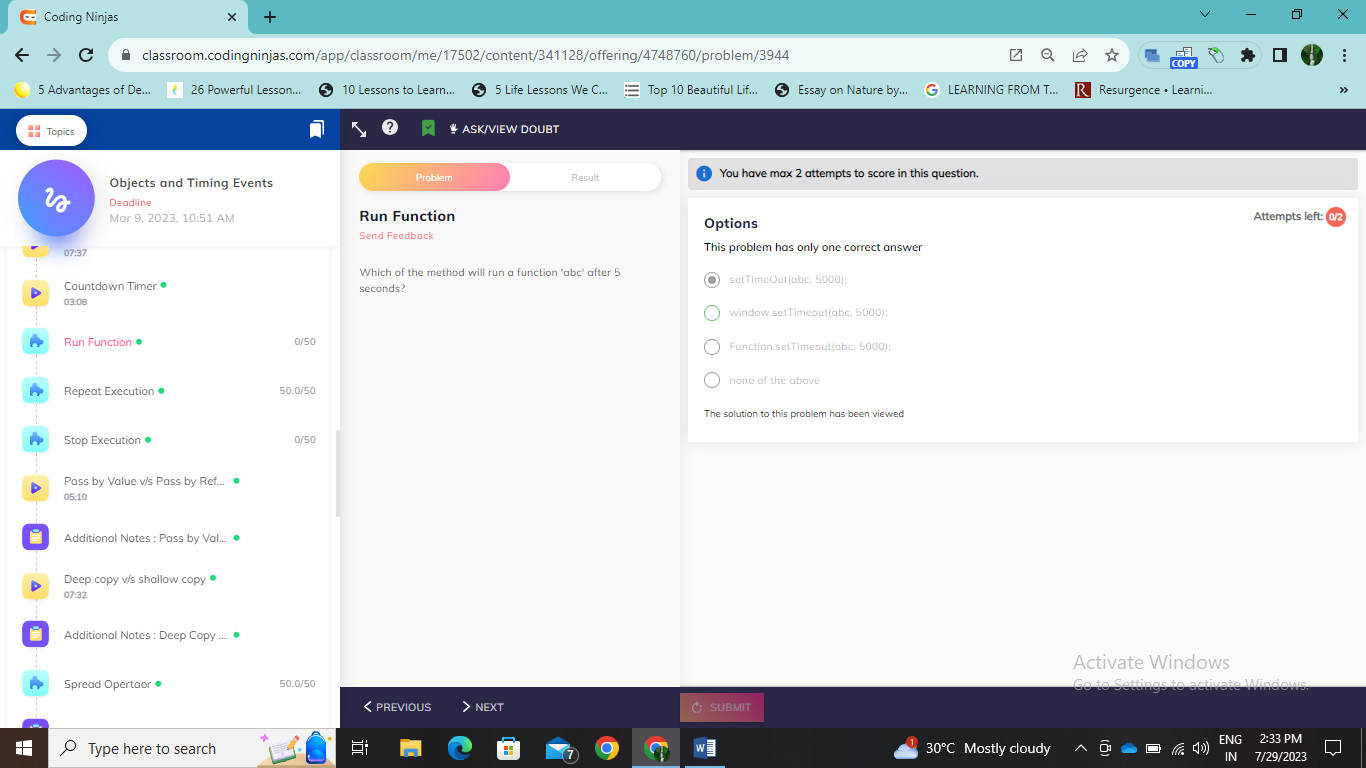 Coding Ninjas
classroom.codingninjas.com/app/classroom/me/17502/content/341128/offering/4748760/problem/3944
COPY
5 Advantages of De...
26 Powerful Lesson...
10 Lessons to Learn...
5 Life Lessons We C...
Top 10 Beautiful Lif...
Essay on Nature by...
LEARNING FROM T...
Resurgence • Learni...
»
Topics
ASK/VIEW DOUBT
Objects and Timing Events
Deadline
Mar 9, 2023, 10:51 AM
07:37
Countdown Timer
03:08
Run Function
0/50
Repeat Execution
50.0/50
Stop Execution
0/50
Pass by Value v/s Pass by Ref...
05:10
Additional Notes : Pass by Val...
Deep copy v/s shallow copy
07:32
Additional Notes : Deep Copy ...
Spread Opertaor
50.0/50
Problem
Result
Run Function
Send Feedback
Which of the method will run a function 'abc' after 5
seconds?
You have max 2 attempts to score in this question.
Options
Attempts left: 0/2
This problem has only one correct answer
setTimeOut(abc, 5000);
window.setTimeout(abc, 5000);
Function.setTimeout(abc, 5000);
none of the above
The solution to this problem has been viewed
Activate Windows
Go to Settings to activate Windows.
PREVIOUS
NEXT
SUBMIT
Type here to search
7
1
30°C Mostly cloudy
ENG
IN
2:33 PM
7/29/2023